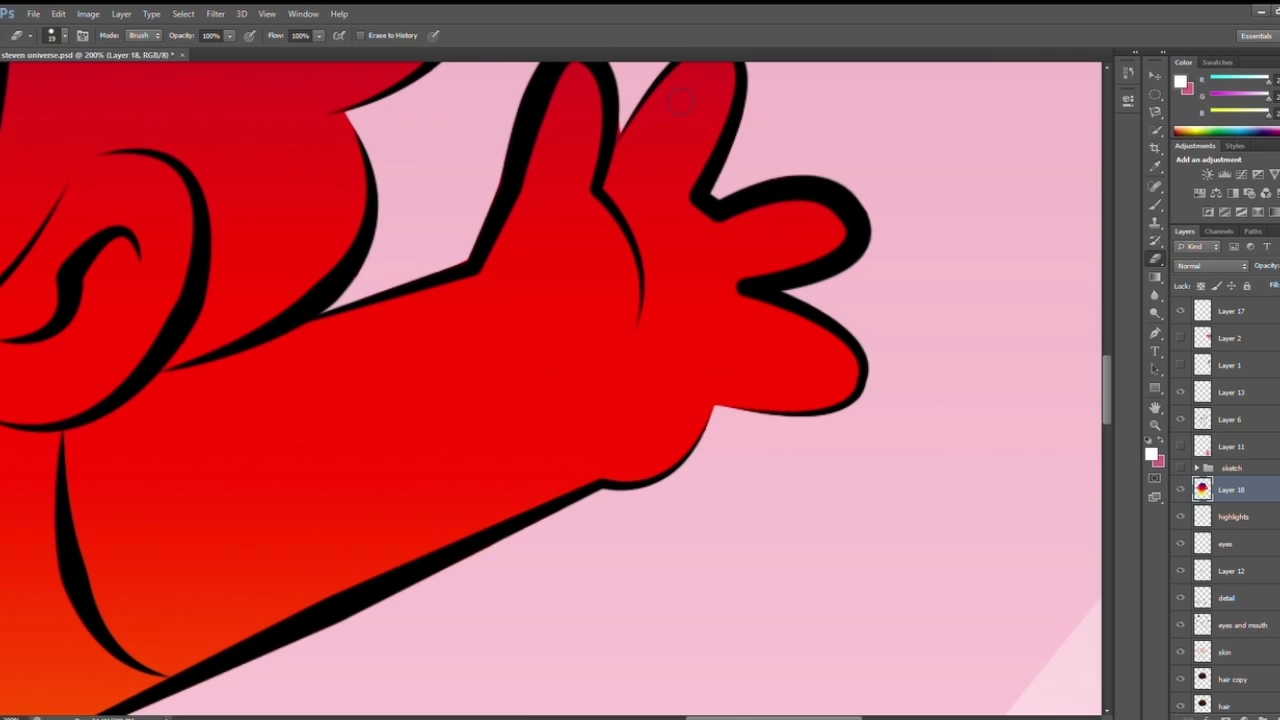 Ps File Edit Image Layer Type Select Filter 3D View Window Help
19 Mode: Brush Opacity: 100% Flow: 100% Erase to History Essentials
steven universe.psd @ 200% (Layer 18, RGB/8) * ×
Color Swatches
R
G
B
Adjustments Styles
Add an adjustment
Layers Channels Paths
Kind
Normal Opacity:
Lock: Fill
Layer 17
Layer 2
Layer 1
Layer 13
Layer 6
Layer 11
sketch
Layer 18
highlights
eyes
Layer 12
detail
eyes and mouth
skin
hair copy
hair